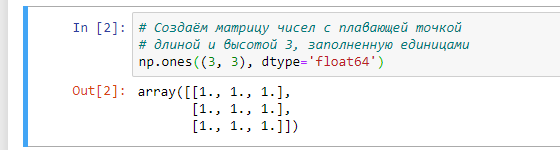 In [2]: # Создаём матрицу чисел с плавающей точкой
# длиной и высотой 3, заполненную единицами
np.ones((3, 3), dtype='float64')
Out[2]: array([[1., 1., 1.],
[1., 1., 1.],
[1., 1., 1.]])